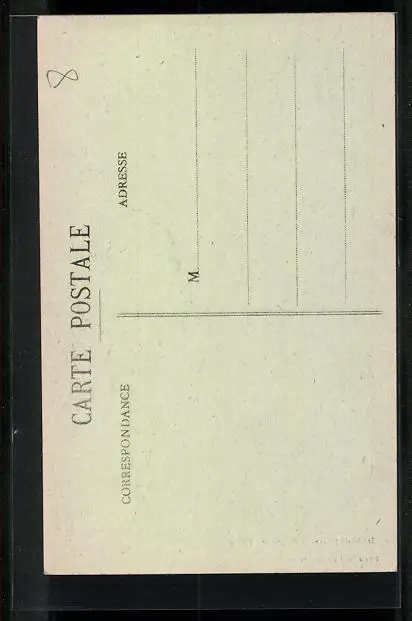 8
CARTE POSTALE
CORRESPONDANCE
ADRESSE
M